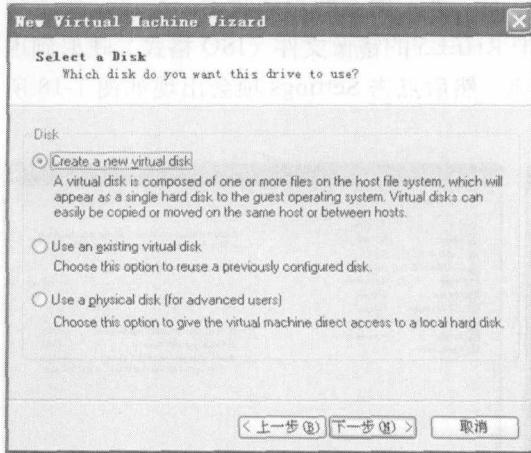 New Virtual Machine Wizard
Select a Disk
Which disk do you want this drive to use?
Disk
Create a new virtual disk
A virtual disk is composed of one or more files on the host file system, which will
appear as a single hard disk to the guest operating system. Virtual disks can
easily be copied or moved on the same host or between hosts.
Use an existing virtual disk
Choose this option to reuse a previously configured disk.
Use a physical disk (for advanced users)
Choose this option to give the virtual machine direct access to a local hard disk.
< 上一步(B) 下一步(N) > 取消